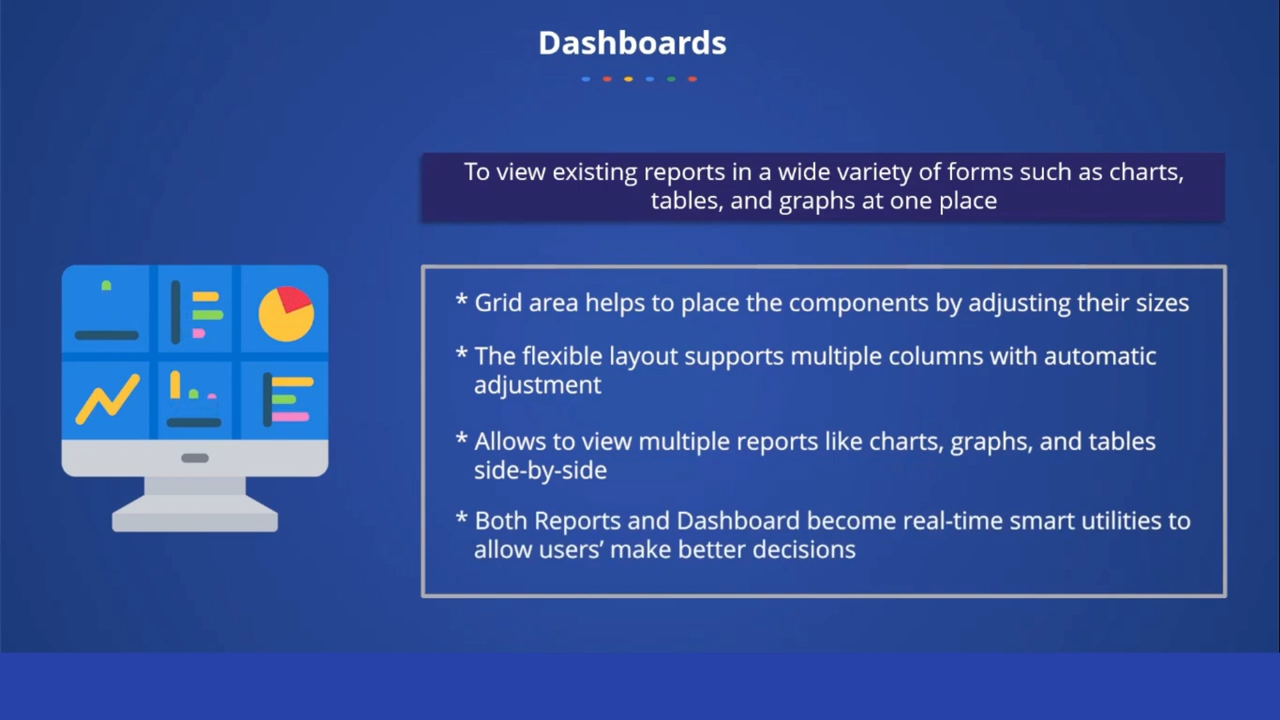 Dashboards
To view existing reports in a wide variety of forms such as charts,
tables, and graphs at one place
* Grid area helps to place the components by adjusting their sizes
* The flexible layout supports multiple columns with automatic
adjustment
* Allows to view multiple reports like charts, graphs, and tables
side-by-side
* Both Reports and Dashboard become real-time smart utilities to
allow users’ make better decisions